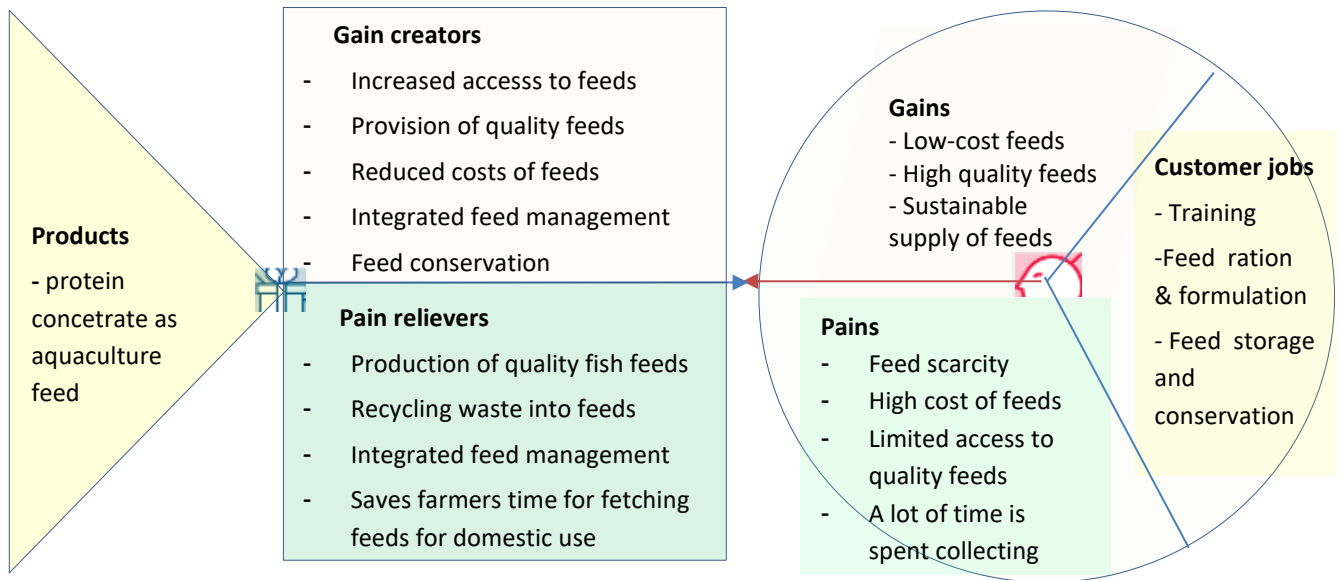 Products
- protein
concetrate as
aquaculture
feed
Gain creators
- Increased accesss to feeds
- Provision of quality feeds
- Reduced costs of feeds
- Integrated feed management
- Feed conservation
Pain relievers
- Production of quality fish feeds
- Recycling waste into feeds
- Integrated feed management
- Saves farmers time for fetching
feeds for domestic use
Gains
- Low-cost feeds
- High quality feeds
- Sustainable
supply of feeds
Pains
- Feed scarcity
- High cost of feeds
- Limited access to
quality feeds
- A lot of time is
spent collecting
Customer jobs
- Training
-Feed ration
& formulation
- Feed storage
and
conservation